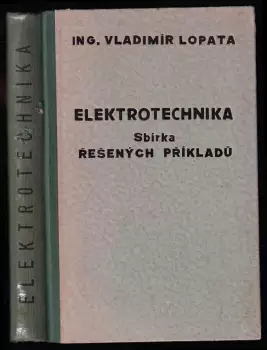 ING. VLADIMÍR LOPATA
ELEKTROTECHNIKA
Sbírka
ŘEŠENÝCH PŘÍKLADŮ
ELEKTROTECHNIKA